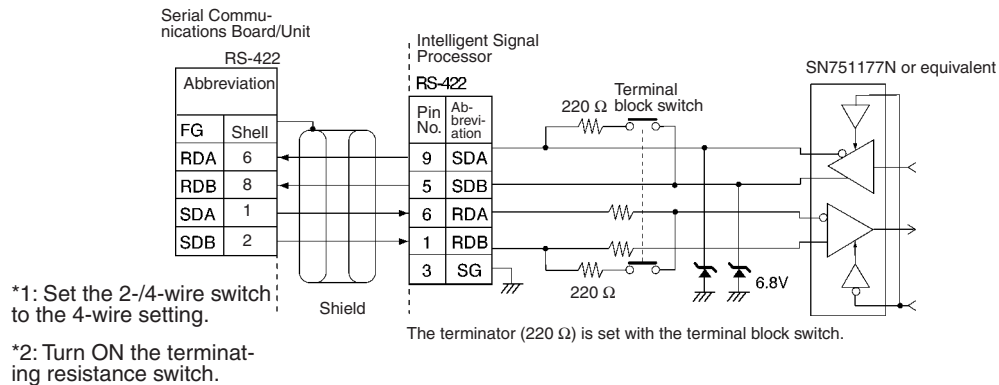 Serial Commu-
nications Board/Unit
RS-422
Abbreviation
FG Shell
RDA 6
RDB 8
SDA 1
SDB 2
Shield
Intelligent Signal
Processor
RS-422
Pin No. Ab-brevi-ation
9 SDA
5 SDB
6 RDA
1 RDB
3 SG
220 Ω
Terminal
block switch
220 Ω
6.8V
SN751177N or equivalent
The terminator (220 Ω) is set with the terminal block switch.
*1: Set the 2-/4-wire switch
to the 4-wire setting.
*2: Turn ON the terminat-
ing resistance switch.